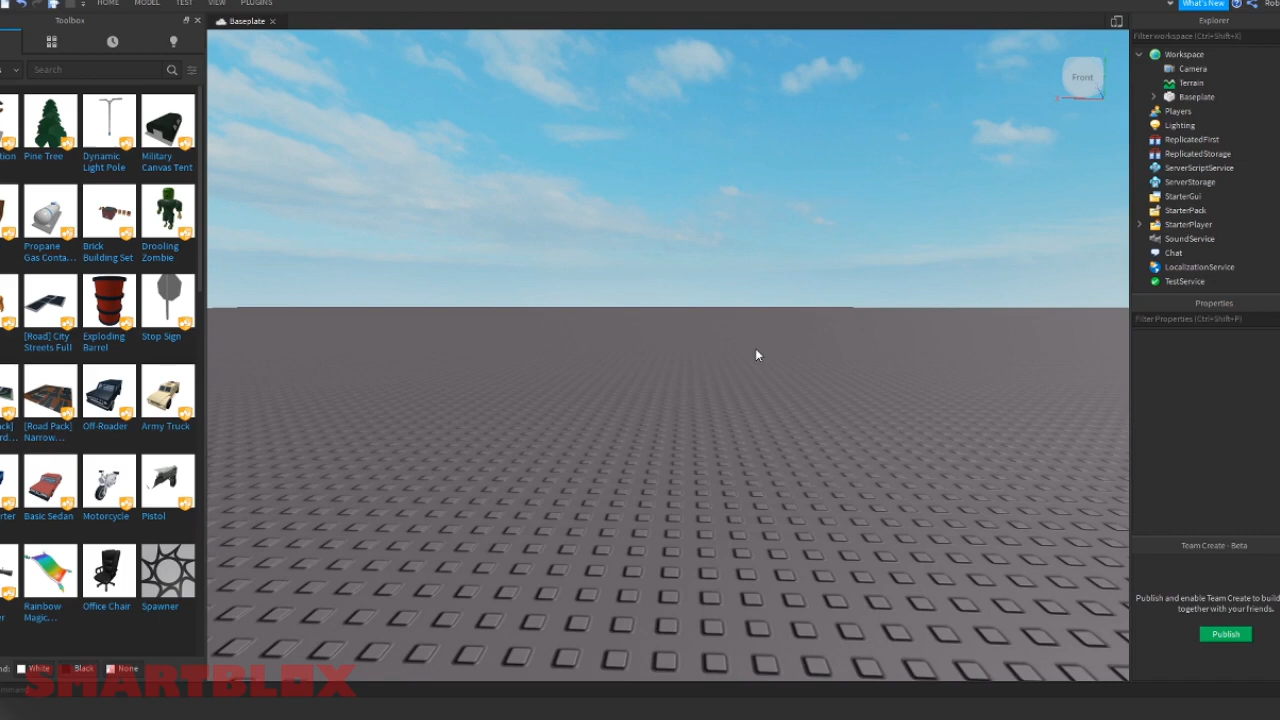 HOME MODEL TEST VIEW PLUGINS
What's New
Rob
Toolbox
Baseplate
Explorer
Search
Filter workspace (Ctrl+Shift+X)
Workspace
Camera
Terrain
Baseplate
Players
Lighting
ReplicatedFirst
ReplicatedStorage
ServerScriptService
ServerStorage
StarterGui
StarterPack
StarterPlayer
SoundService
Chat
LocalizationService
TestService
Front
Pine Tree
Dynamic Light Pole
Military Canvas Tent
Propane Gas Conta...
Brick Building Set
Drooling Zombie
[Road] City Streets Full
Exploding Barrel
Stop Sign
[Road Pack] Narrow...
Off-Roader
Army Truck
Basic Sedan
Motorcycle
Pistol
Rainbow Magic...
Office Chair
Spawner
White
Black
None
Properties
Filter Properties (Ctrl+Shift+P)
Team Create - Beta
Publish and enable Team Create to build
together with your friends.
Publish
SMARTBLOX